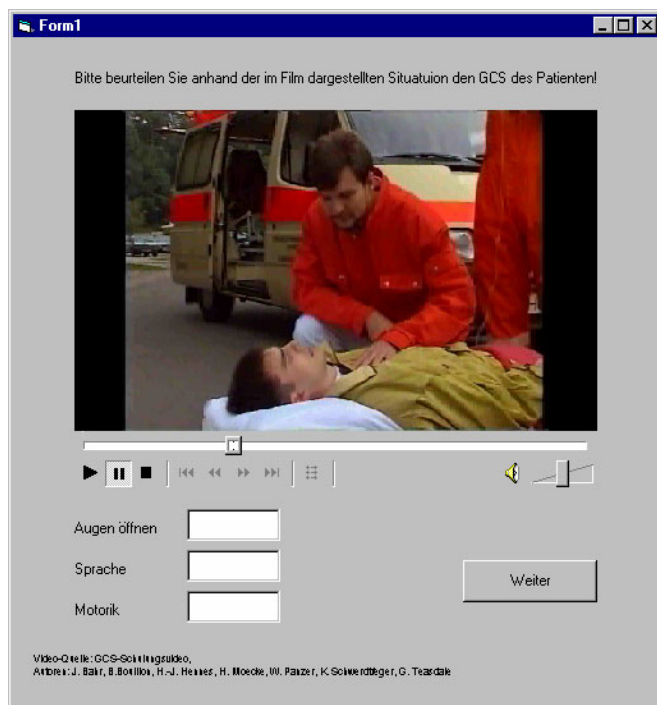 Form1
Bitte beurteilen Sie anhand der im Film dargestellten Situatuion den GCS des Patienten!
Augen öffnen
Sprache
Weiter
Motorik
Video-Quelle: GCS-Schulungsvideo,
Autoren: J. Bahr, B.Bouillon, H.-J. Hennes, H. Moecke, W. Panzer, K. Schwerdtfeger, G. Teasdale